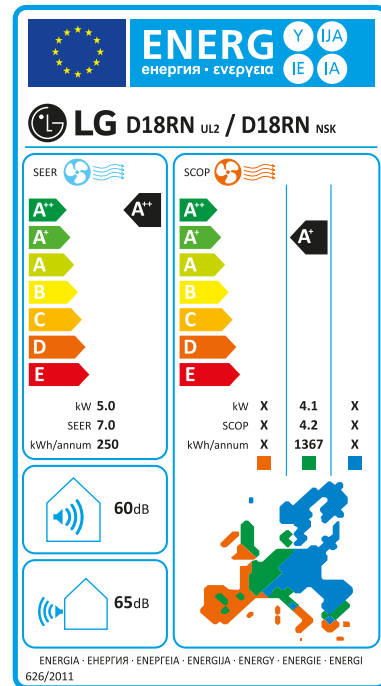 ENERG Y IJA
енергия · ενεργεια IE IA
LG D18RN UL2 / D18RN NSK
SEER
A++
A+
A
B
C
D
E
A++
kW 5.0
SEER 7.0
kWh/annum 250
SCOP
A++
A+
A
B
C
D
E
A+
kW X 4.1 X
SCOP X 4.2 X
kWh/annum X 1367 X
60dB
65dB
ENERGIA · ЕНЕРГИЯ · ΕΝΕΡΓΕΙΑ · ENERGIJA · ENERGY · ENERGIE · ENERGI
626/2011